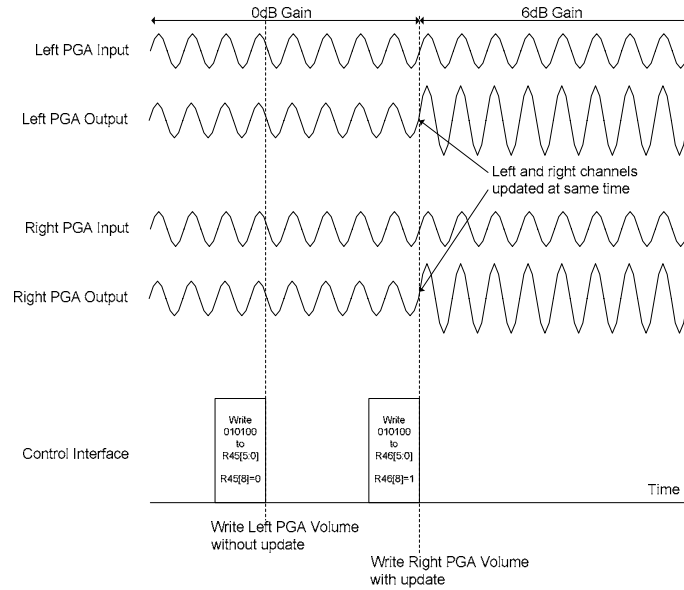 0dB Gain
6dB Gain
Left PGA Input
Left PGA Output
Left and right channels
updated at same time
Right PGA Input
Right PGA Output
Control Interface
Write
010100
to
R45[5:0]
R45[8]=0
Write
010100
to
R46[5:0]
R46[8]=1
Time
Write Left PGA Volume
without update
Write Right PGA Volume
with update